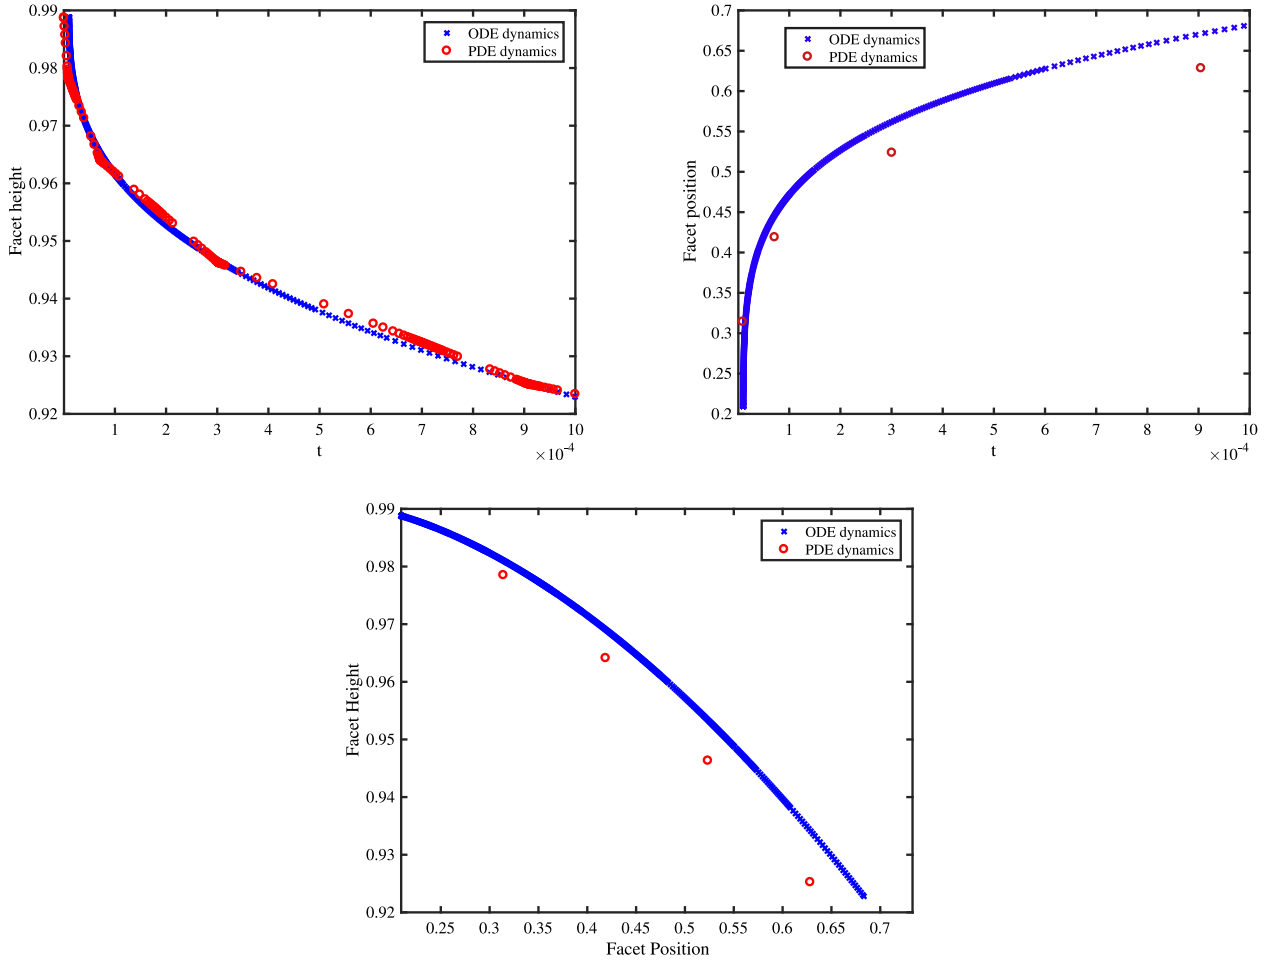 0.99
0.98
0.97
0.96
0.95
0.94
0.93
0.92
Facet height
1 2 3 4 5 6 7 8 9 10
t
×10-4
ODE dynamics
PDE dynamics
0.7
0.65
0.6
0.55
0.5
0.45
0.4
0.35
0.3
0.25
0.2
Facet position
1 2 3 4 5 6 7 8 9 10
t
×10-4
ODE dynamics
PDE dynamics
0.99
0.98
0.97
0.96
0.95
0.94
0.93
0.92
Facet Height
0.25 0.3 0.35 0.4 0.45 0.5 0.55 0.6 0.65 0.7
Facet Position
ODE dynamics
PDE dynamics